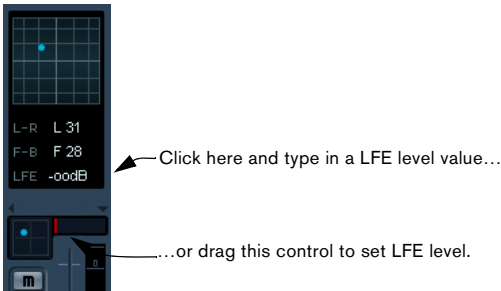 L-R L 31
F-B F 28
LFE -oodB
Click here and type in a LFE level value…
…or drag this control to set LFE level.
0
m